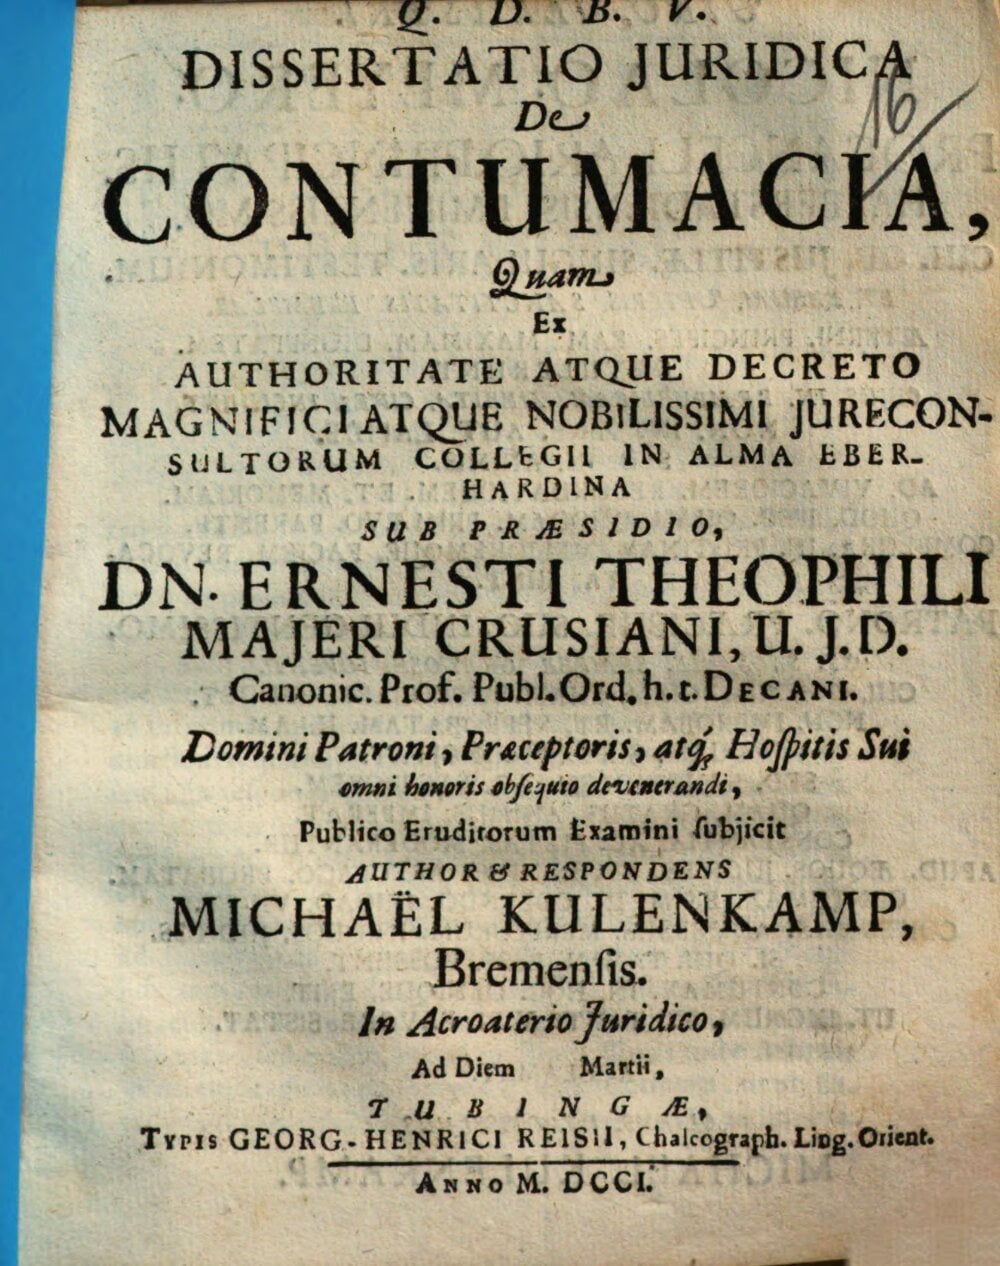 Q. D. B. V.
DISSERTATIO JURIDICA
De
16
CONTUMACIA,
Quam
Ex
AUTHORITATE ATQUE DECRETO
MAGNIFICI ATQUE NOBILISSIMI JURECON-
SULTORUM COLLEGII IN ALMA EBER-
HARDINA
SUB PRÆSIDIO,
DN. ERNESTI THEOPHILI
MAJERI CRUSIANI, U. J. D.
Canonic. Prof. Publ. Ord. h. t. DECANI.
Domini Patroni, Præceptoris, atq; Hoſpitis Sui
omni honoris obſequio devenerandi,
Publico Eruditorum Examini ſubjicit
AUTHOR & RESPONDENS
MICHAËL KULENKAMP,
Bremenſis.
In Acroaterio Juridico,
Ad Diem Martii,
TUBINGÆ,
TYPIS GEORG-HENRICI REISII, Chalcograph. Ling. Orient.
ANNO M. DCCI.